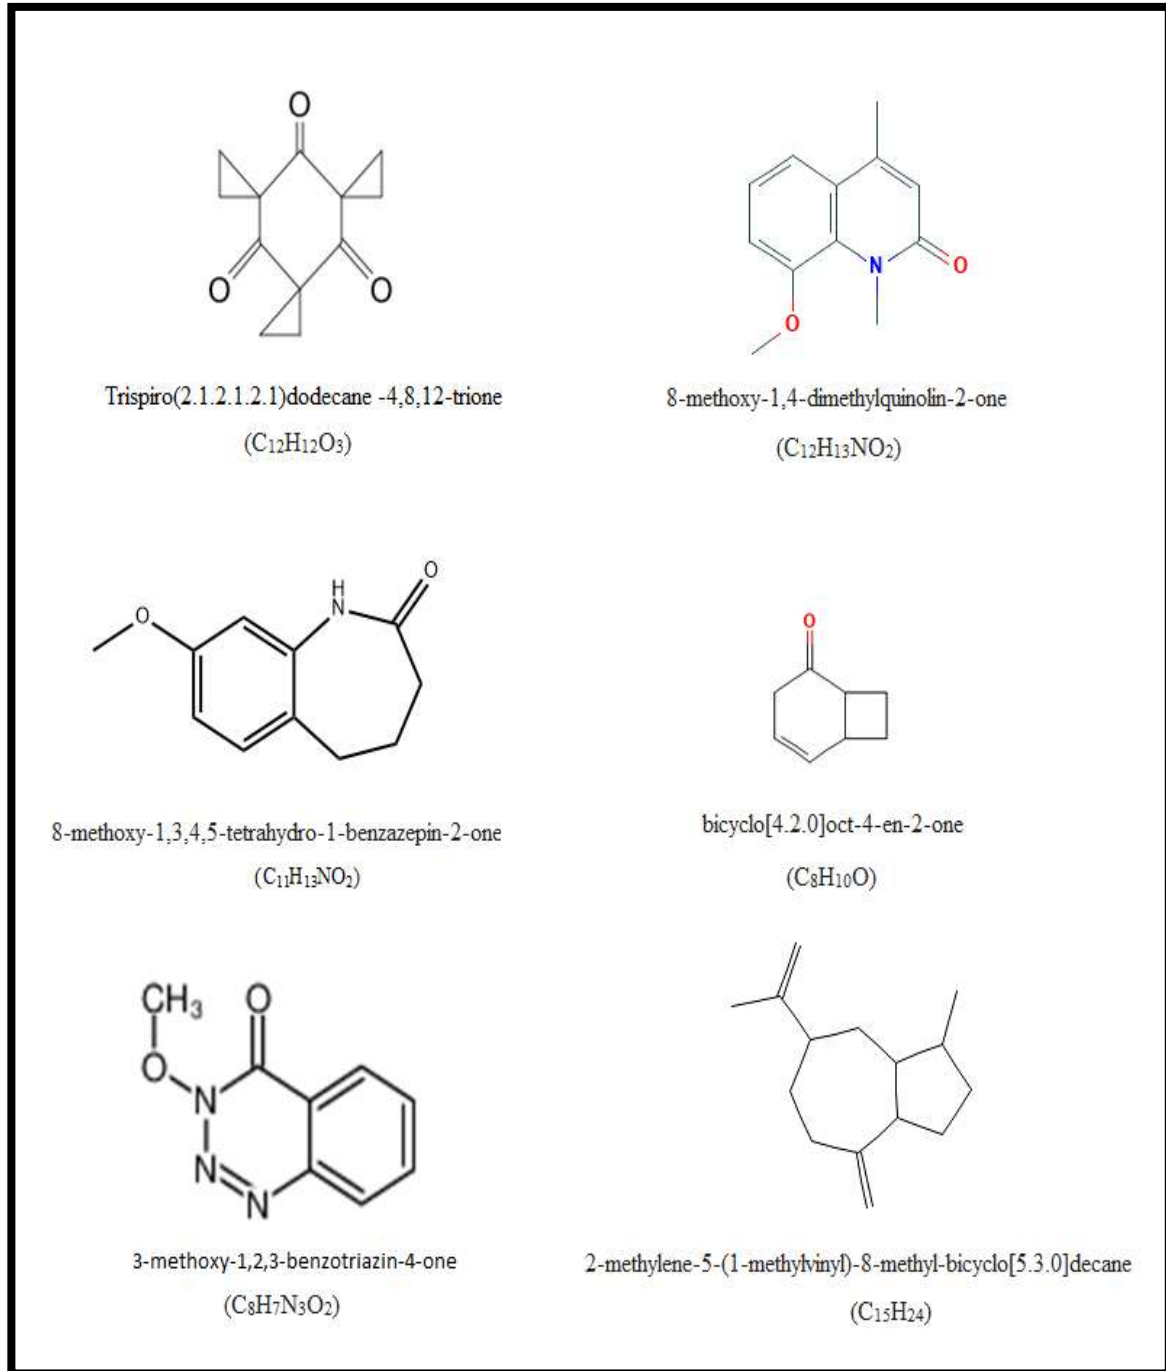 O
O
O
Trispiro(2.1.2.1.2.1)dodecane -4,8,12-trione
(C₁₂H₁₂O₃)
N
O
O
8-methoxy-1,4-dimethylquinolin-2-one
(C₁₂H₁₃NO₂)
O
H
N
O
8-methoxy-1,3,4,5-tetrahydro-1-benzazepin-2-one
(C₁₁H₁₃NO₂)
O
bicyclo[4.2.0]oct-4-en-2-one
(C₈H₁₀O)
CH₃
O
O
N
N
N
3-methoxy-1,2,3-benzotriazin-4-one
(C₈H₇N₃O₂)
2-methylene-5-(1-methylvinyl)-8-methyl-bicyclo[5.3.0]decane
(C₁₅H₂₄)